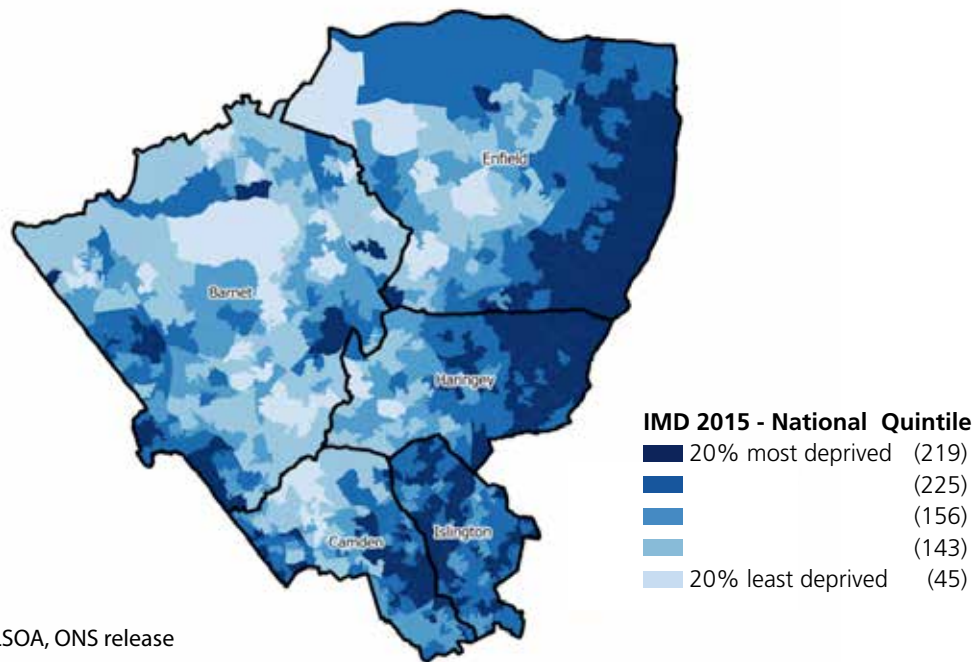 Enfield
Barnet
Haringey
IMD 2015 - National Quintile
20% most deprived (219)
(225)
Islington
(156)
Camden
(143)
20% least deprived (45)
LSOA, ONS release